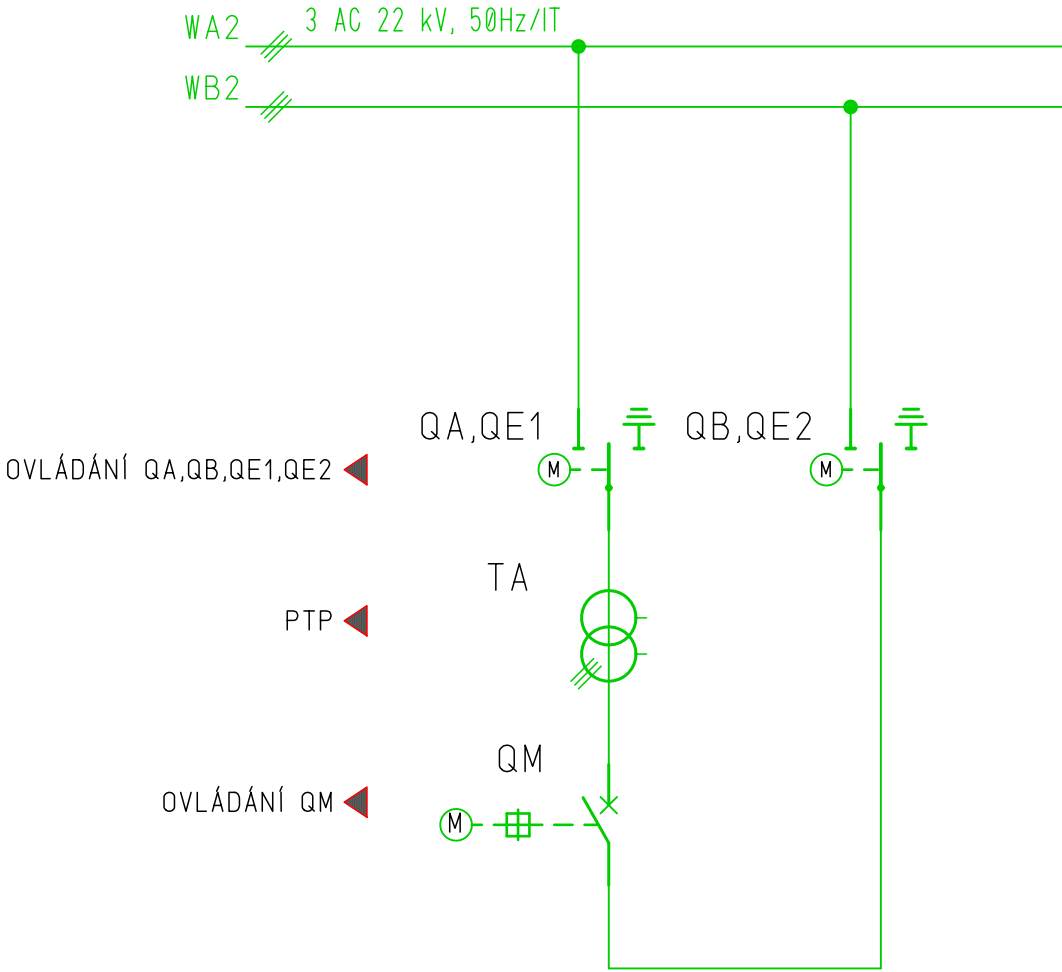 WA2
3 AC 22 kV, 50Hz/IT
WB2
QA,QE1
QB,QE2
OVLÁDÁNÍ QA,QB,QE1,QE2
M
M
TA
PTP
QM
OVLÁDÁNÍ QM
M